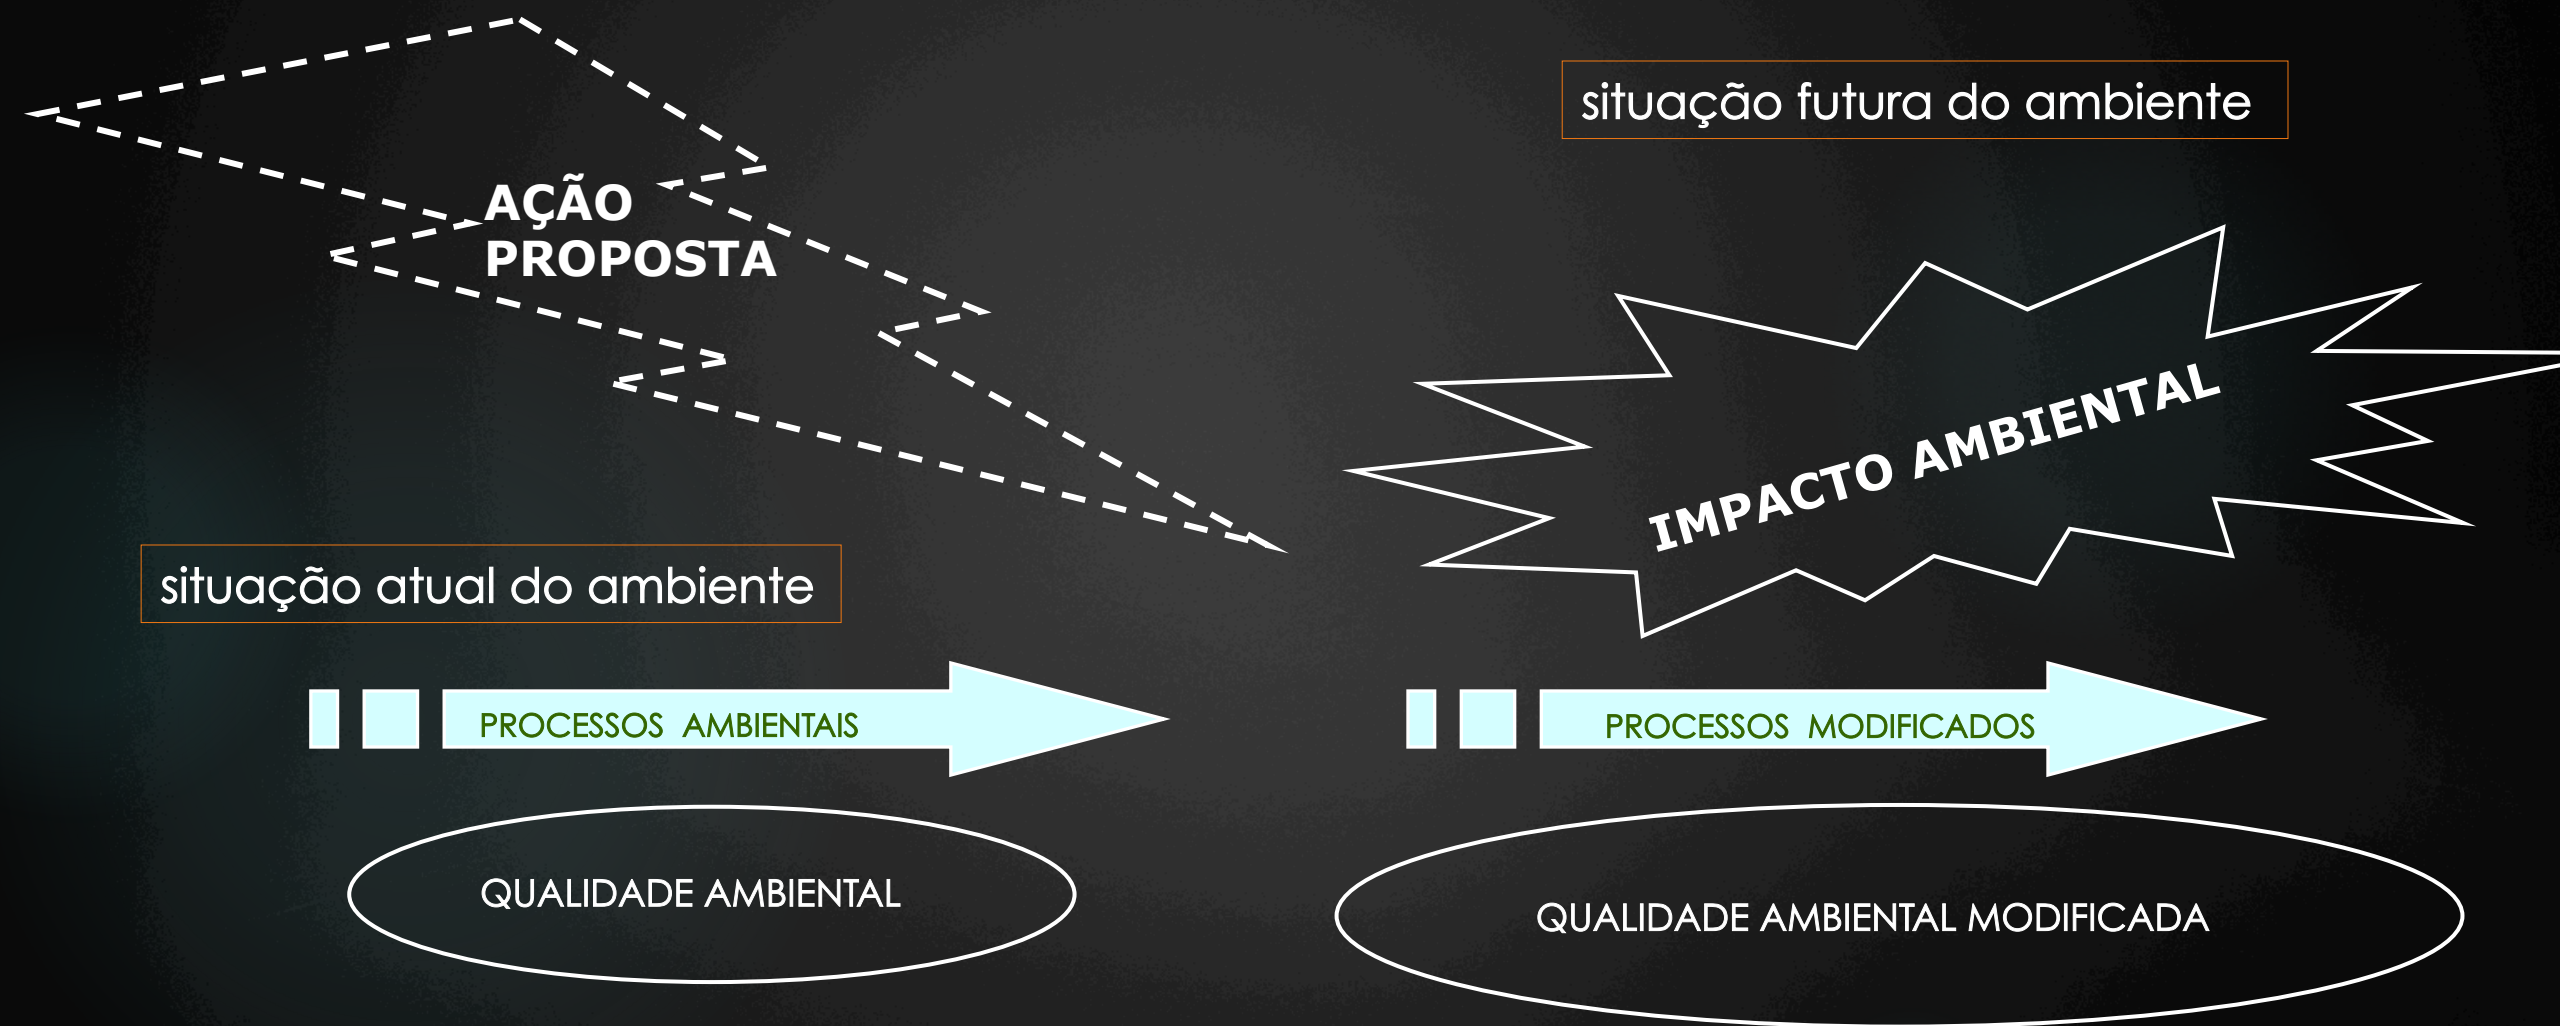 AÇÃO
PROPOSTA
situação futura do ambiente
IMPACTO AMBIENTAL
situação atual do ambiente
PROCESSOS AMBIENTAIS
PROCESSOS MODIFICADOS
QUALIDADE AMBIENTAL
QUALIDADE AMBIENTAL MODIFICADA